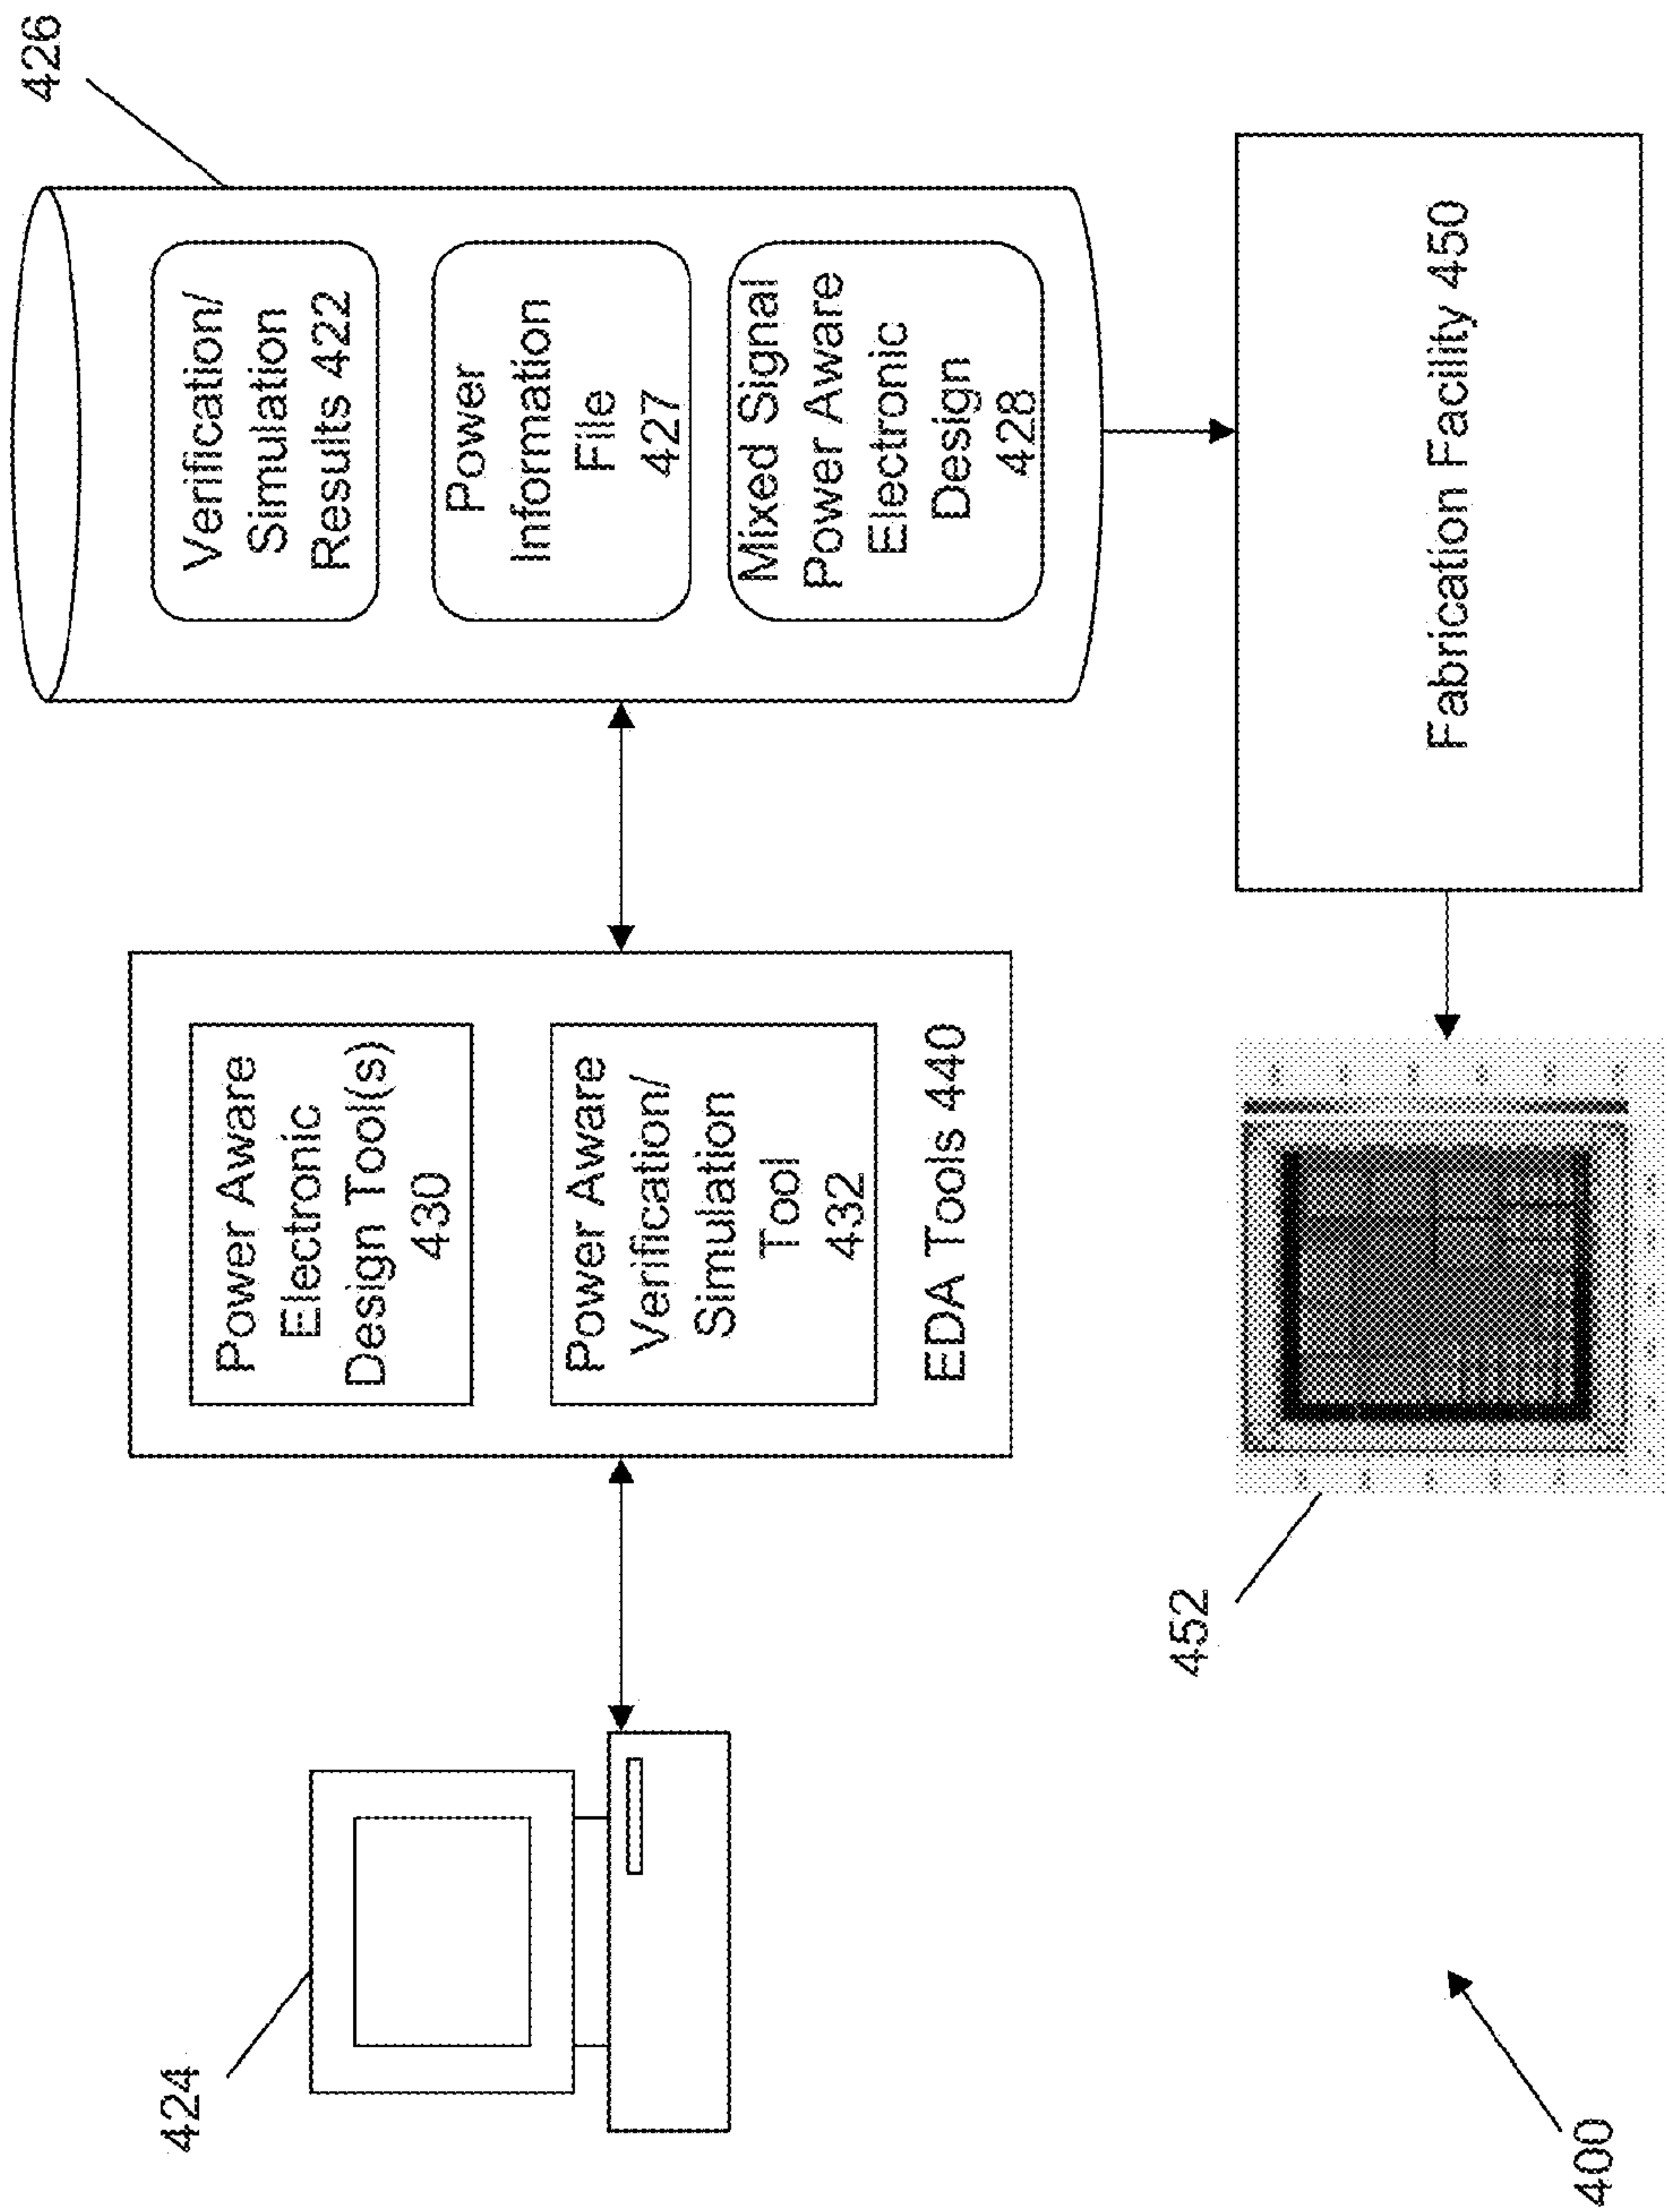 426
Verification/
Simulation
Results 422
Power
Information
File
427
Mixed Signal
Power Aware
Electronic
Design
428
Power Aware
Electronic
Design Tool(s)
430
Power Aware
Verification/
Simulation
Tool
432
EDA Tools 440
424
Fabrication Facility 450
452
400